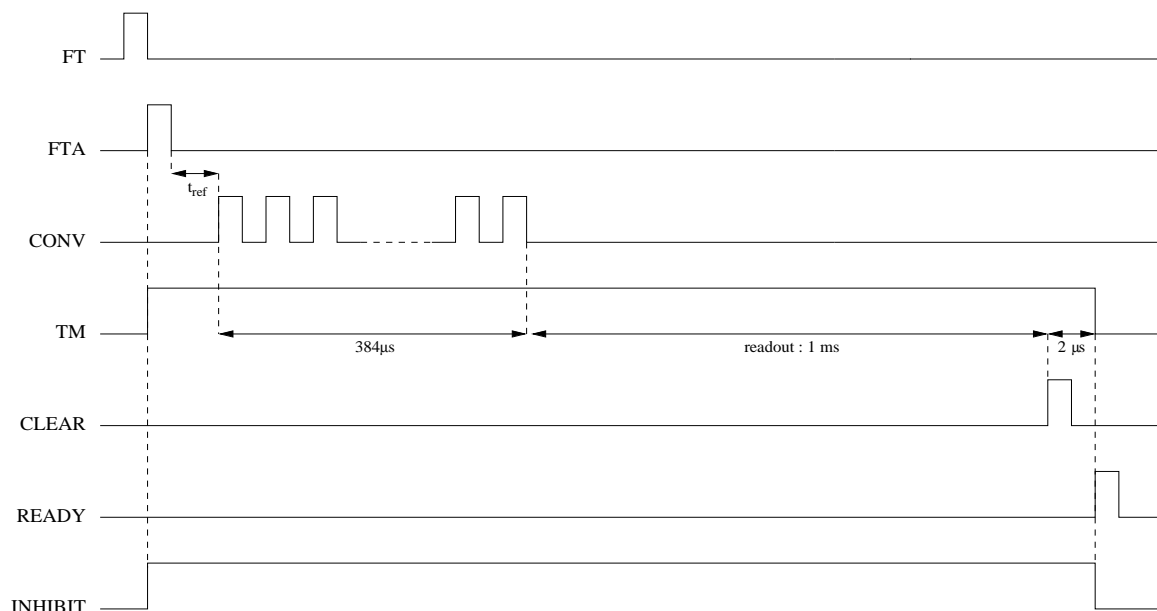 FT
FTA
t_ref
CONV
TM
384μs
readout : 1 ms
2 μs
CLEAR
READY
INHIBIT